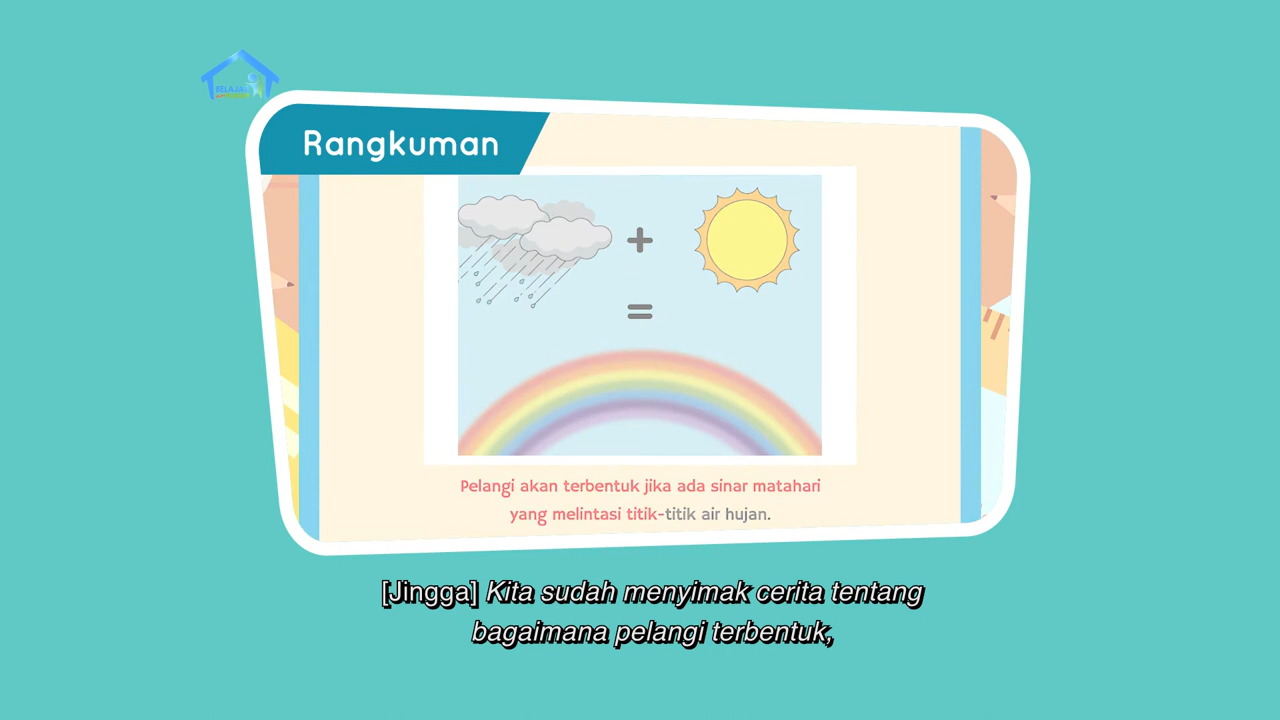 BELAJAR
Rangkuman
Pelangi akan terbentuk jika ada sinar matahari
yang melintasi titik-titik air hujan.
[Jingga] Kita sudah menyimak cerita tentang
bagaimana pelangi terbentuk,